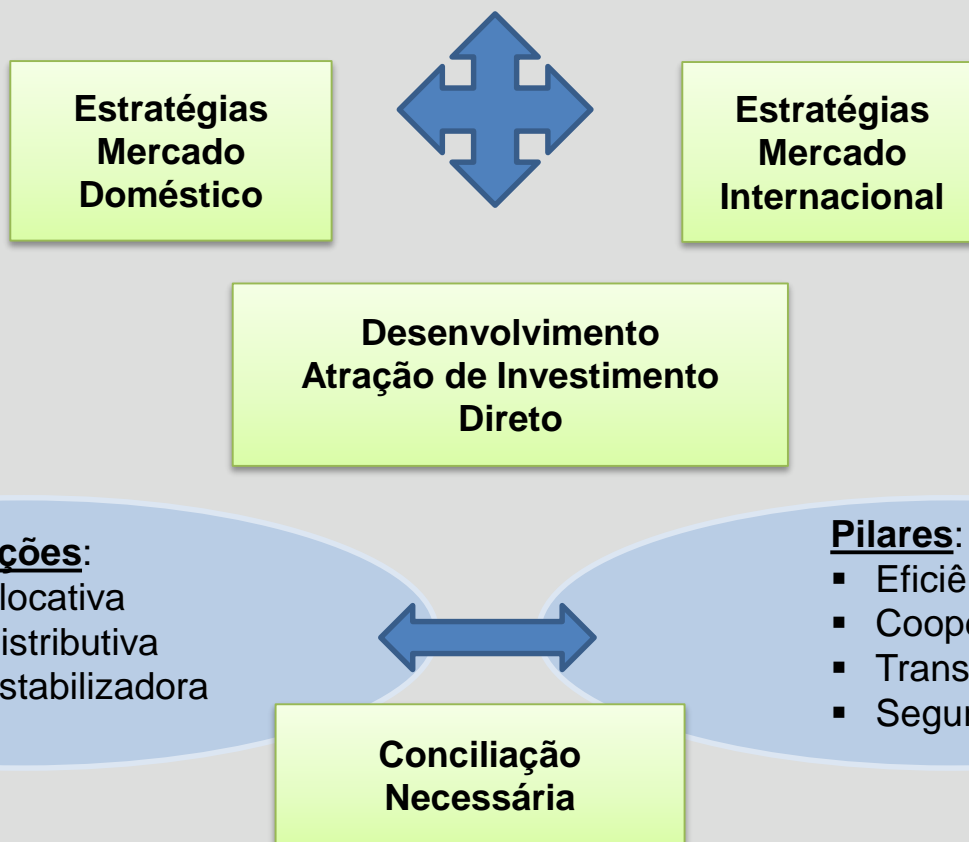 Estratégias
Mercado
Doméstico
Estratégias
Mercado
Internacional
Desenvolvimento
Atração de Investimento
Direto
ções:
locativa
istributiva
stabilizadora
Pilares:
▪ Eficiê
▪ Coop
▪ Trans
▪ Segur
Conciliação
Necessária